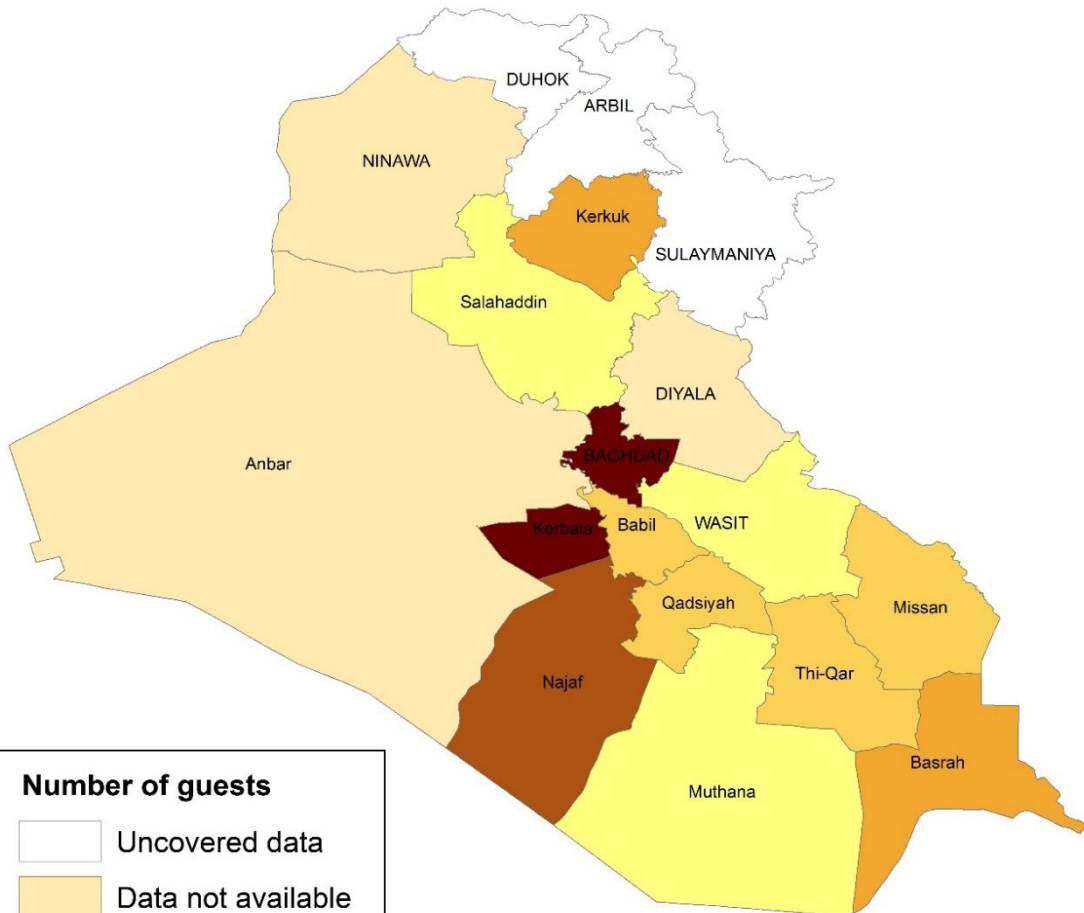 DUHOK
ARBIL
NINAWA
Kerkuk
SULAYMANIYA
Salahaddin
DIYALA
BAGHDAD
Anbar
Kerbala
Babil
WASIT
Qadsiyah
Missan
Thi-Qar
Najaf
Basrah
Muthana
Number of guests
Uncovered data
Data not available